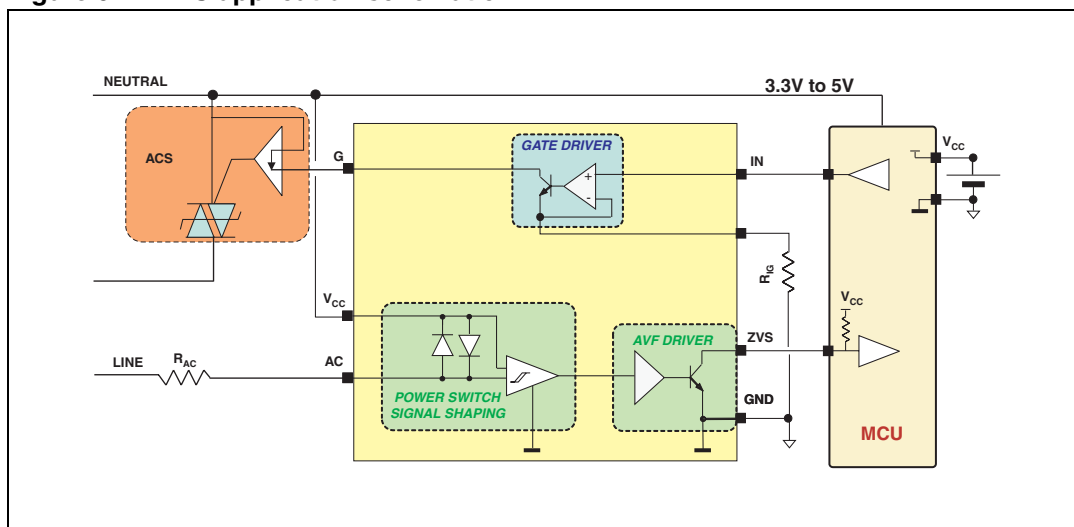 NEUTRAL
3.3V to 5V
ACS
G
GATE DRIVER
+
-
IN
VCC
RIG
VCC
POWER SWITCH
SIGNAL SHAPING
AVF DRIVER
ZVS
VCC
LINE
RAC
AC
GND
MCU